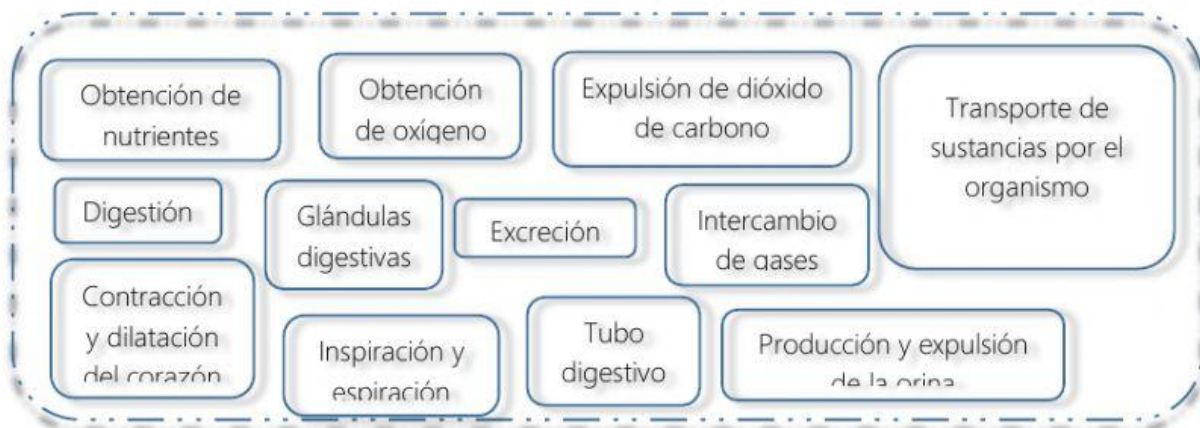 Obtención de
nutrientes
Obtención
de oxígeno
Expulsión de dióxido
de carbono
Transporte de
sustancias por el
organismo
Digestión
Glándulas
digestivas
Excreción
Intercambio
de gases
Contracción
y dilatación
del corazón
Inspiración y
espiración
Tubo
digestivo
Producción y expulsión
de la orina